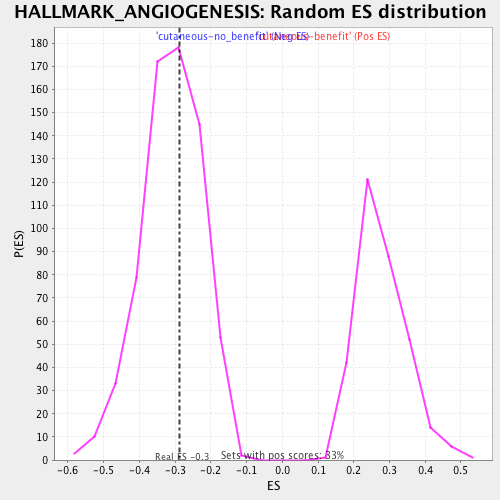 HALLMARK_ANGIOGENESIS: Random ES distribution
'cutaneous-no_benefit' (Neg ES)
-benefit' (Pos ES)
180
170
160
150
140
130
120
110
100
90
80
70
60
50
40
30
20
10
0
P(ES)
Real ES -0.3
Sets with pos scores: 33%
-0.6 -0.5 -0.4 -0.3 -0.2 -0.1 0.0 0.1 0.2 0.3 0.4 0.5
ES